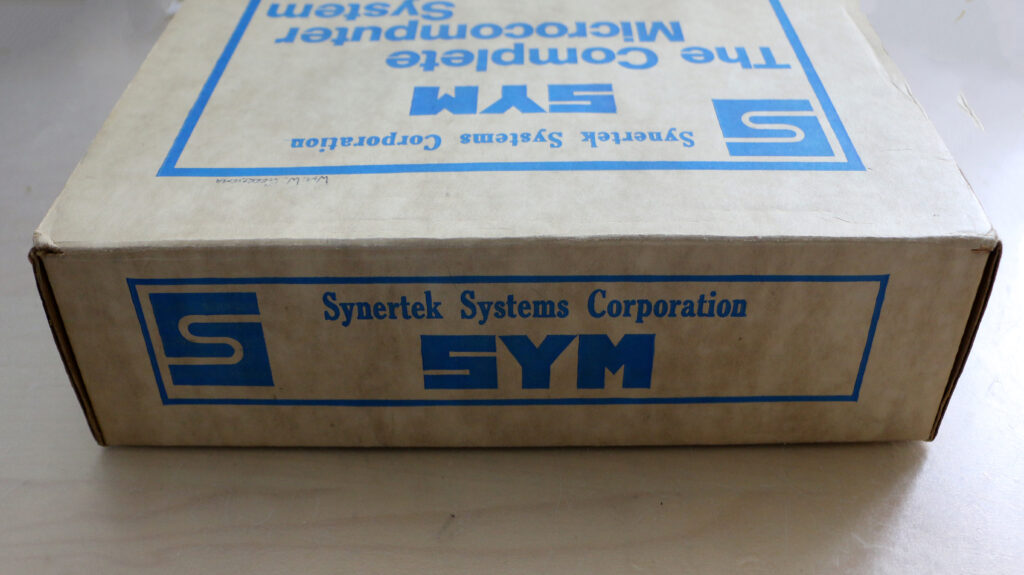 Synertek Systems Corporation
SYM
The Complete
Microcomputer
System
S
Synertek Systems Corporation
SYM
S